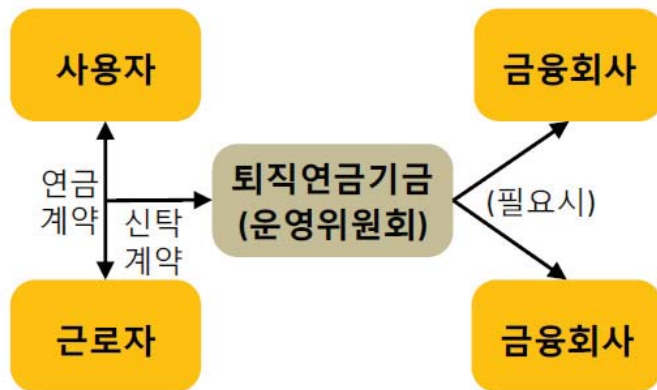 사용자
금융회사
연금
계약
신탁
계약
퇴직연금기금
(운영위원회)
(필요시)
근로자
금융회사